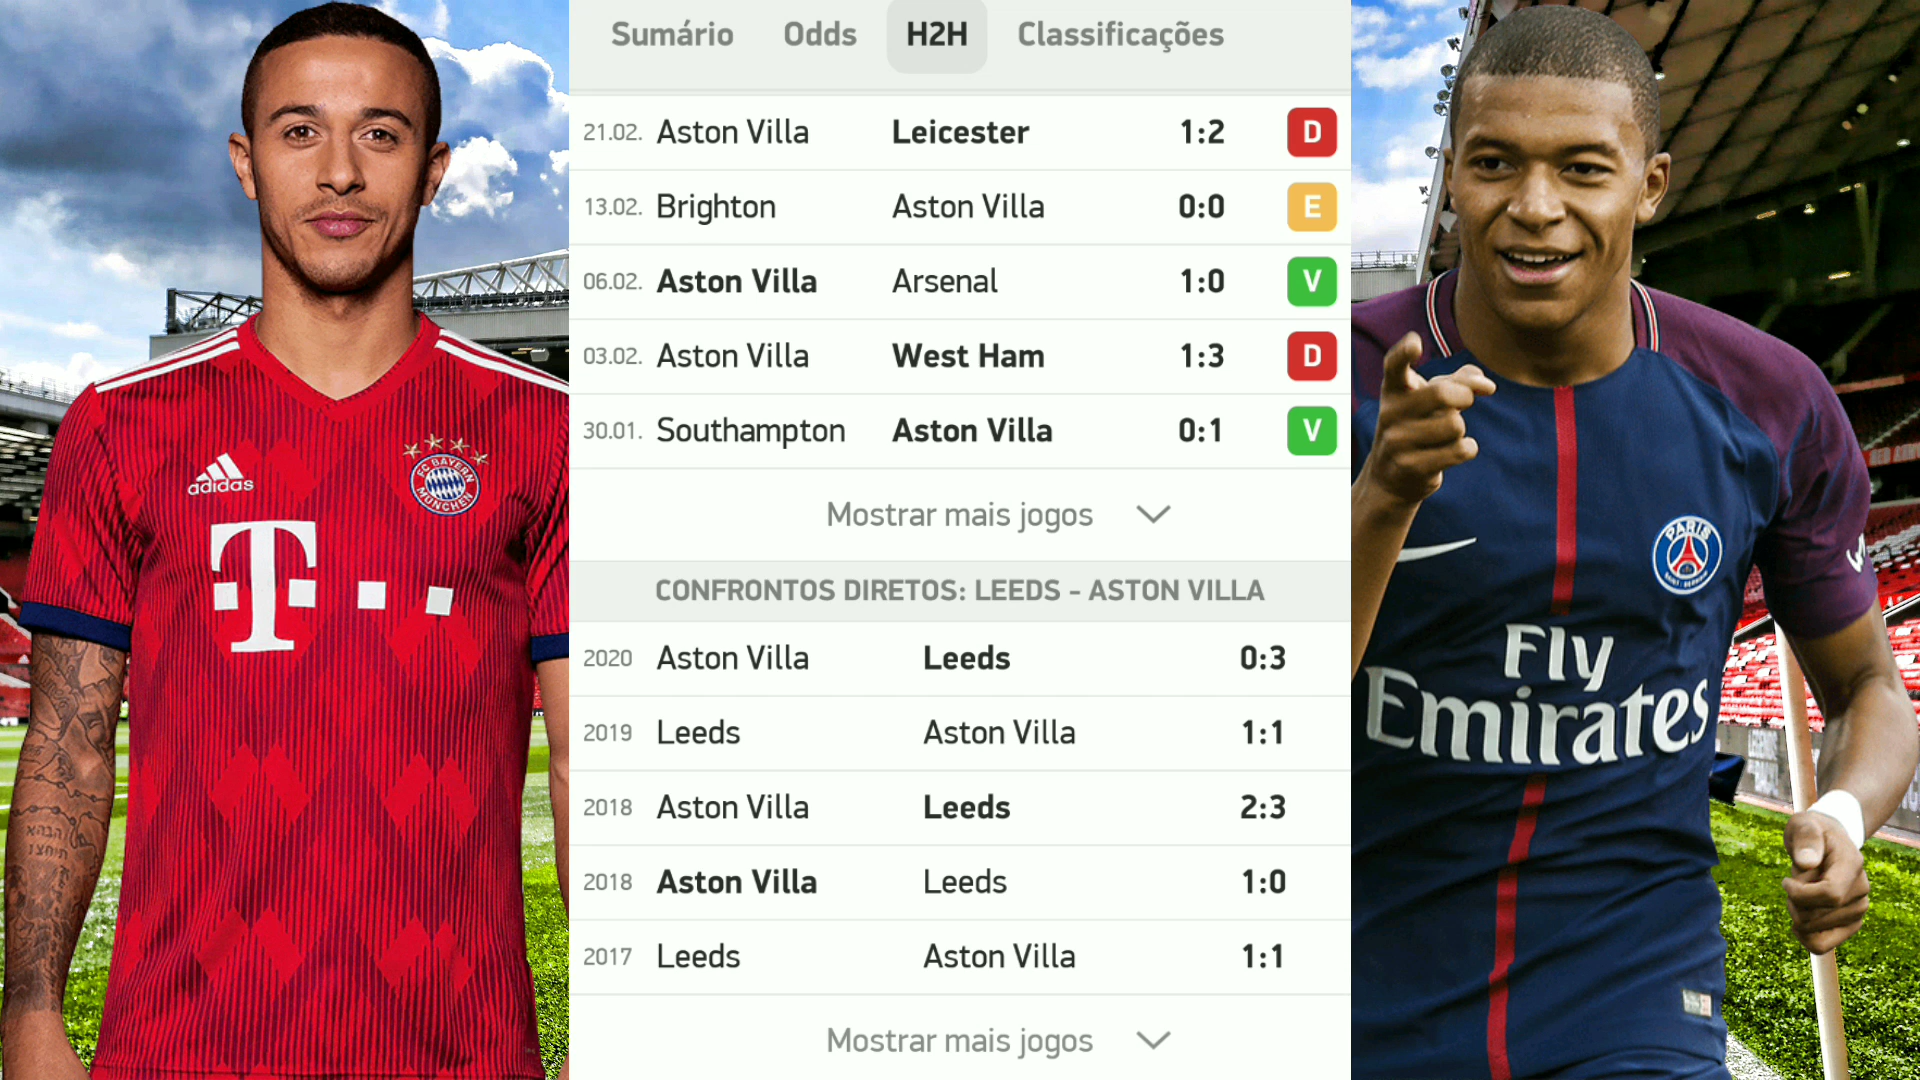 Sumário Odds H2H Classificações
21.02. Aston Villa Leicester 1:2 D
13.02. Brighton Aston Villa 0:0 E
06.02. Aston Villa Arsenal 1:0 V
03.02. Aston Villa West Ham 1:3 D
30.01. Southampton Aston Villa 0:1 V
Mostrar mais jogos
CONFRONTOS DIRETOS: LEEDS - ASTON VILLA
2020 Aston Villa Leeds 0:3
2019 Leeds Aston Villa 1:1
2018 Aston Villa Leeds 2:3
2018 Aston Villa Leeds 1:0
2017 Leeds Aston Villa 1:1
Mostrar mais jogos
adidas
FC BAYERN
MÜNCHEN
T
PARIS
SAINT-GERMAIN
Fly
Emirates